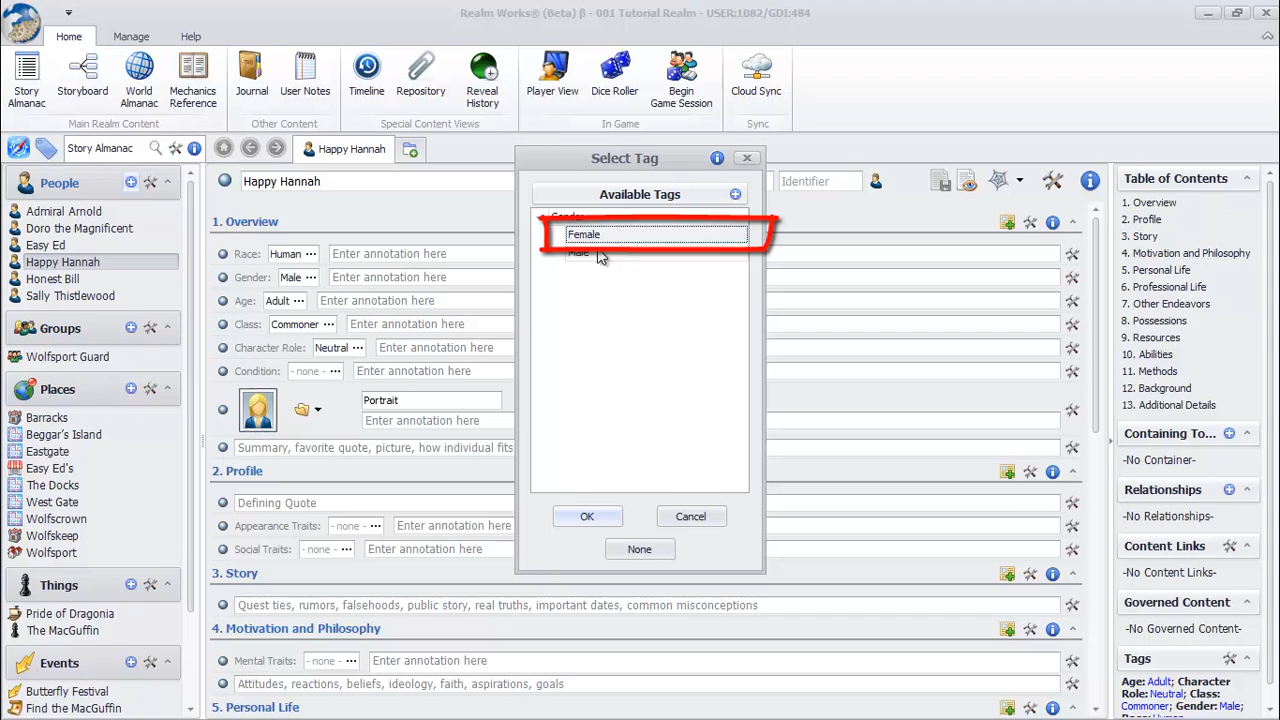 Realm Works® (Beta) β - 001 Tutorial Realm - USER:1082/GDI:484
Home
Manage
Help
Story Almanac
Storyboard
World Almanac
Mechanics Reference
Journal
User Notes
Timeline
Repository
Reveal History
Player View
Dice Roller
Begin Game Session
Cloud Sync
Main Realm Content
Other Content
Special Content Views
In Game
Sync
Story Almanac
Happy Hannah
People
Admiral Arnold
Doro the Magnificent
Easy Ed
Happy Hannah
Honest Bill
Sally Thistlewood
Groups
Wolfsport Guard
Places
Barracks
Beggar's Island
Eastgate
Easy Ed's
The Docks
West Gate
Wolfscrown
Wolfskeep
Wolfsport
Things
Pride of Dragonia
The MacGuffin
Events
Butterfly Festival
Find the MacGuffin
Happy Hannah
Identifier
1. Overview
Race: Human ••• Enter annotation here
Gender: Male ••• Enter annotation here
Age: Adult ••• Enter annotation here
Class: Commoner ••• Enter annotation here
Character Role: Neutral ••• Enter annotation here
Condition: - none - ••• Enter annotation here
Portrait
Enter annotation here
Summary, favorite quote, picture, how individual fits
2. Profile
Defining Quote
Appearance Traits: - none - ••• Enter annotation here
Social Traits: - none - ••• Enter annotation here
3. Story
Quest ties, rumors, falsehoods, public story, real truths, important dates, common misconceptions
4. Motivation and Philosophy
Mental Traits: - none - ••• Enter annotation here
Attitudes, reactions, beliefs, ideology, faith, aspirations, goals
5. Personal Life
Select Tag
Available Tags
Gender
Female
Male
OK
Cancel
None
Table of Contents
1. Overview
2. Profile
3. Story
4. Motivation and Philosophy
5. Personal Life
6. Professional Life
7. Other Endeavors
8. Possessions
9. Resources
10. Abilities
11. Methods
12. Background
13. Additional Details
Containing To...
-No Container-
Relationships
-No Relationships-
Content Links
-No Content Links-
Governed Content
-No Governed Content-
Tags
Age: Adult; Character
Role: Neutral; Class:
Commoner; Gender: Male;